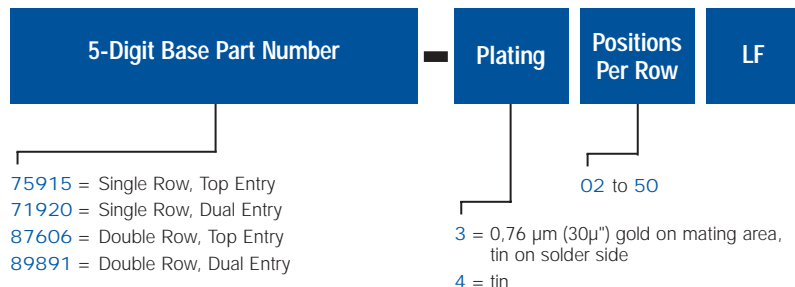 5-Digit Base Part Number
-
Plating
Positions
Per Row
LF
75915 = Single Row, Top Entry
71920 = Single Row, Dual Entry
87606 = Double Row, Top Entry
89891 = Double Row, Dual Entry
02 to 50
3 = 0,76 µm (30µ") gold on mating area,
tin on solder side
4 = tin